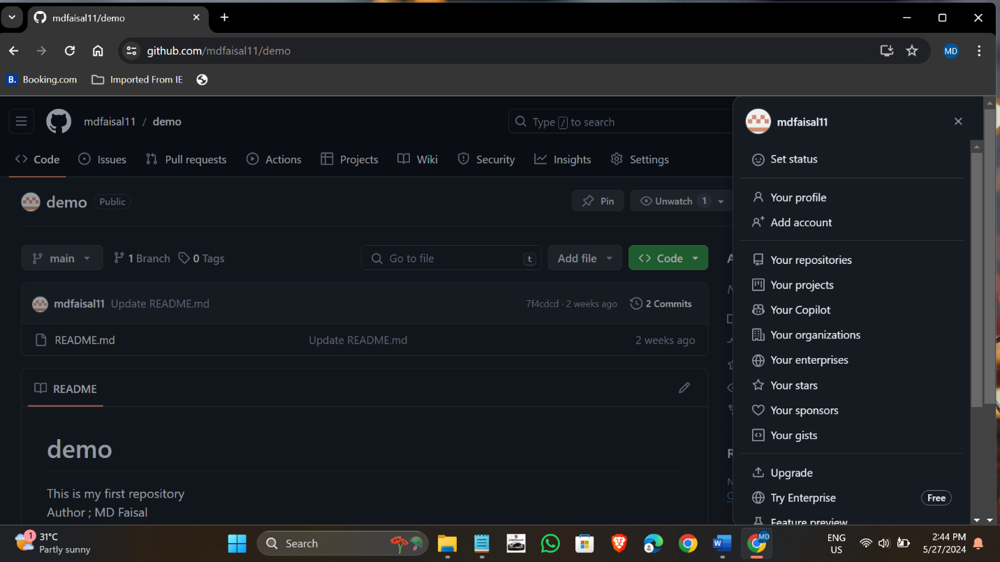 mdfaisal11/demo
github.com/mdfaisal11/demo
MD
B. Booking.com
Imported From IE
mdfaisal11 / demo
Type / to search
Code
Issues
Pull requests
Actions
Projects
Wiki
Security
Insights
Settings
demo
Public
Pin
Unwatch 1
main
1 Branch
0 Tags
Go to file
t
Add file
Code
mdfaisal11 Update README.md
7f4cdcd · 2 weeks ago
2 Commits
README.md
Update README.md
2 weeks ago
README
demo
This is my first repository
Author ; MD Faisal
mdfaisal11
Set status
Your profile
Add account
Your repositories
Your projects
Your Copilot
Your organizations
Your enterprises
Your stars
Your sponsors
Your gists
Upgrade
Try Enterprise
Free
Feature preview
1
31°C
Partly sunny
Search
W
MD
ENG
US
2:44 PM
5/27/2024